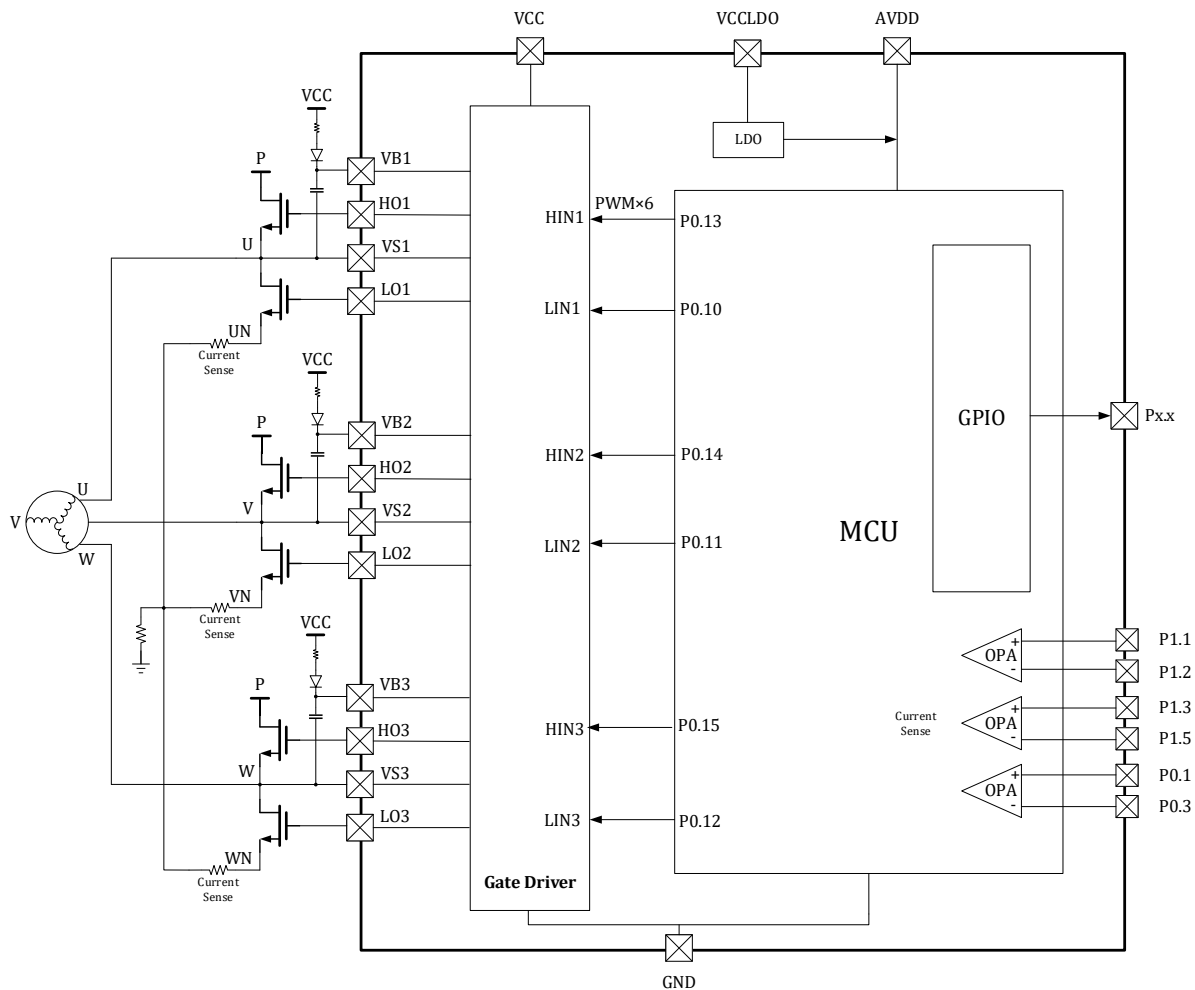 VCC
VCCLDO
AVDD
VCC
LDO
P
VB1
HO1
HIN1
PWM×6
P0.13
U
VS1
LO1
LIN1
P0.10
UN
Current
Sense
VCC
GPIO
Px.x
P
VB2
HO2
HIN2
P0.14
U
V
W
V
VS2
LO2
LIN2
P0.11
MCU
VN
Current
Sense
VCC
+
OPA
-
P1.1
P1.2
P
VB3
HO3
HIN3
P0.15
Current
Sense
+
OPA
-
P1.3
P1.5
W
VS3
+
OPA
-
P0.1
P0.3
LO3
LIN3
P0.12
WN
Current
Sense
Gate Driver
GND